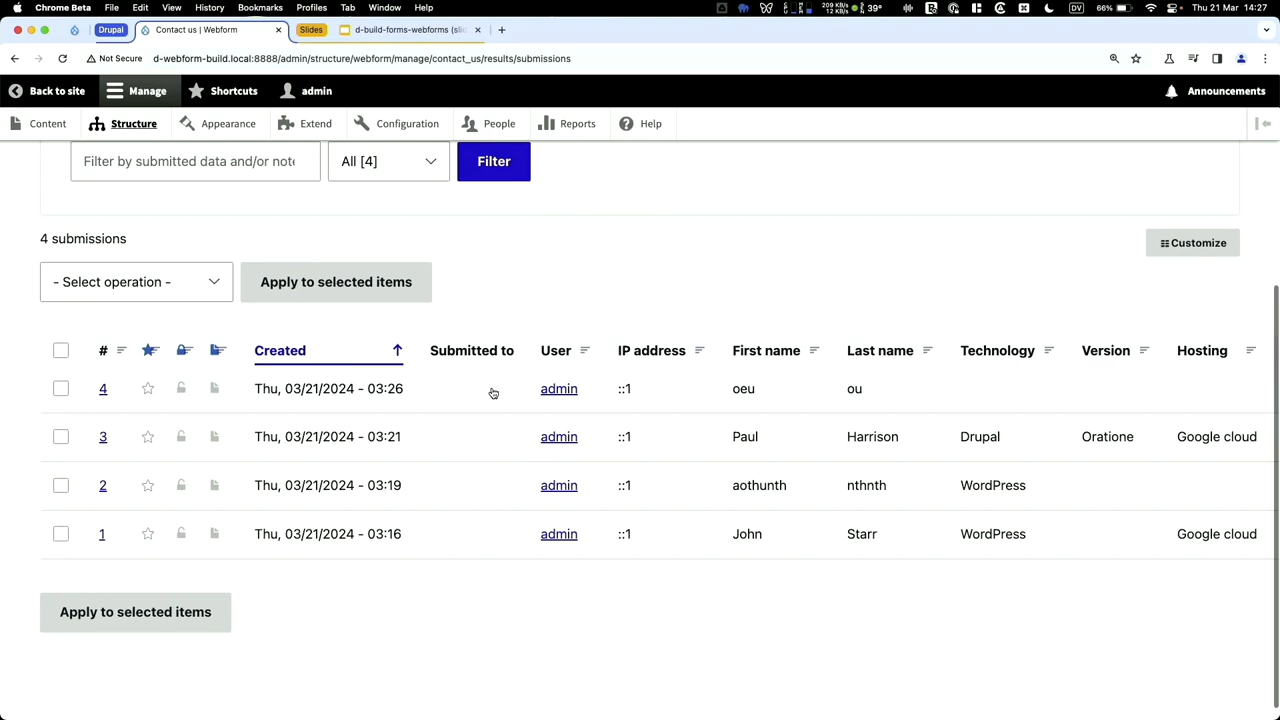 Chrome Beta File Edit View History Bookmarks Profiles Tab Window Help 209 KB/s 12 KB/s 39° DV 66% Thu 21 Mar 14:27
Drupal Contact us | Webform Slides d-build-forms-webforms (slid
Not Secure d-webform-build.local:8888/admin/structure/webform/manage/contact_us/results/submissions
Back to site Manage Shortcuts admin Announcements
Content Structure Appearance Extend Configuration People Reports Help
Filter by submitted data and/or note All [4] Filter
4 submissions Customize
- Select operation - Apply to selected items
# Created Submitted to User IP address First name Last name Technology Version Hosting
4 Thu, 03/21/2024 - 03:26 admin ::1 oeu ou
3 Thu, 03/21/2024 - 03:21 admin ::1 Paul Harrison Drupal Oratione Google cloud
2 Thu, 03/21/2024 - 03:19 admin ::1 aothunth nthnth WordPress
1 Thu, 03/21/2024 - 03:16 admin ::1 John Starr WordPress Google cloud
Apply to selected items